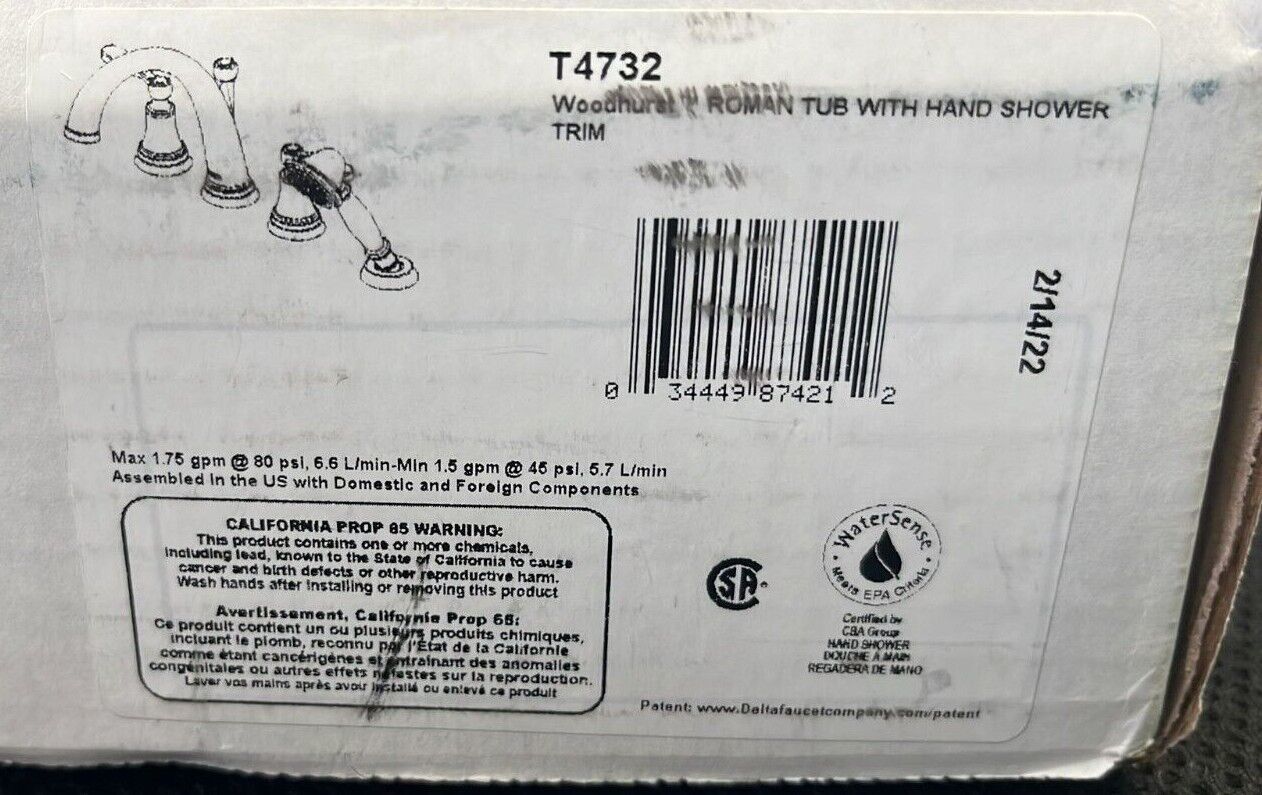 T4732
Woodhurst ROMAN TUB WITH HAND SHOWER
TRIM
0 34449 87421 2
2/14/22
Max 1.75 gpm @ 80 psi, 6.6 L/min-Min 1.5 gpm @ 45 psi, 5.7 L/min
Assembled in the US with Domestic and Foreign Components
CALIFORNIA PROP 65 WARNING:
This product contains one or more chemicals,
including lead, known to the State of California to cause
cancer and birth defects or other reproductive harm.
Wash hands after installing or removing this product
Avertissement, California Prop 65:
Ce produit contient un ou plusieurs produits chimiques,
incluant le plomb, reconnu par l'État de la Californie
comme étant cancérigènes et entraînant des anomalies
congénitales ou autres effets néfastes sur la reproduction.
Laver vos mains après avoir installé ou enlevé ce produit
SA
WaterSense
Meets EPA Criteria
Certified by
CSA Group
HAND SHOWER
DOUCHE À MAIN
REGADERA DE MANO
Patent: www.Deltafaucetcompany.com/patent